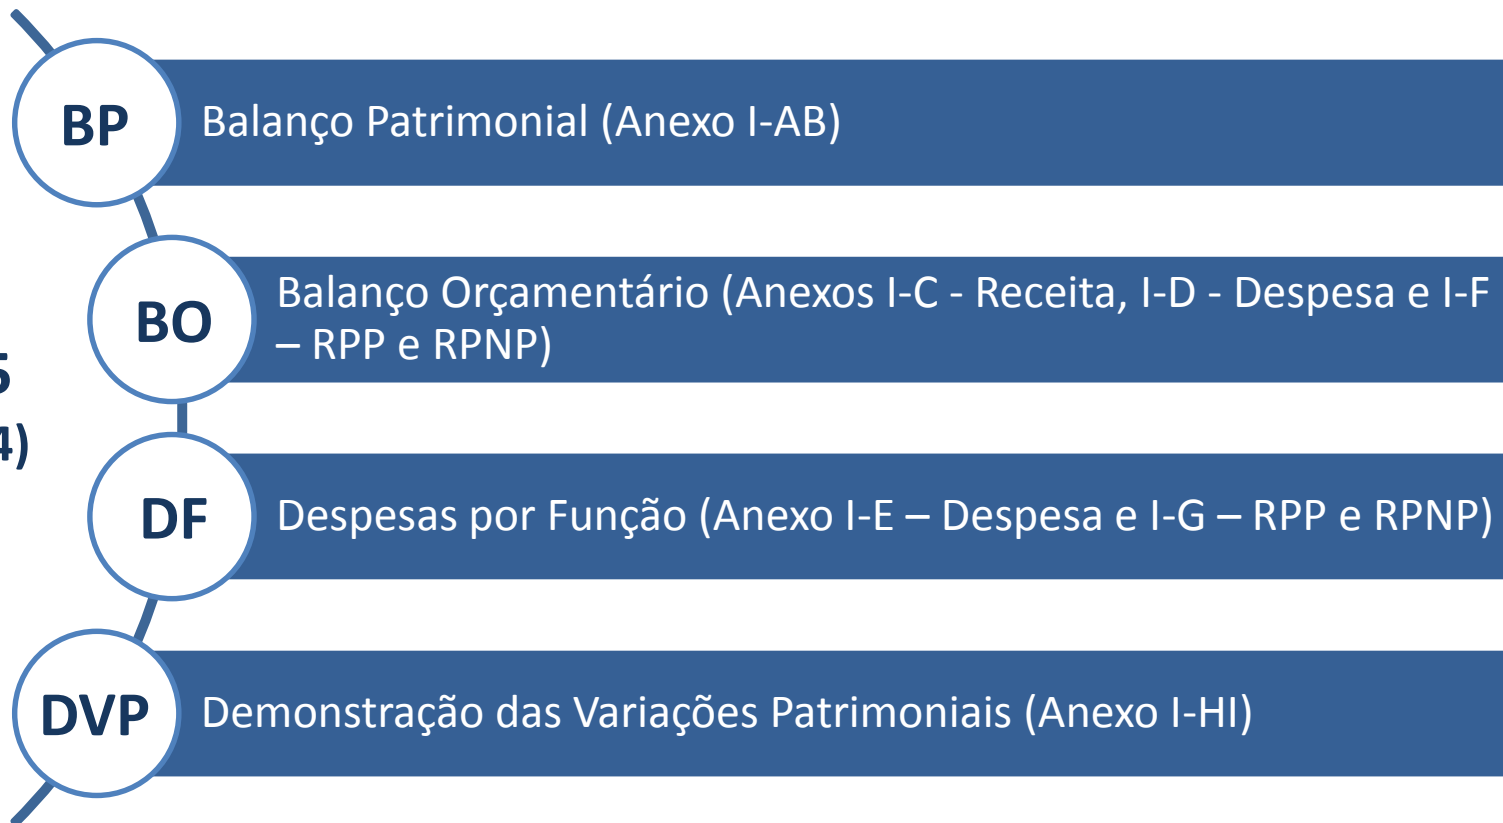 BP
Balanço Patrimonial (Anexo I-AB)
BO
Balanço Orçamentário (Anexos I-C - Receita, I-D - Despesa e I-F
– RPP e RPNP)
4)
DF
Despesas por Função (Anexo I-E – Despesa e I-G – RPP e RPNP)
DVP
Demonstração das Variações Patrimoniais (Anexo I-HI)